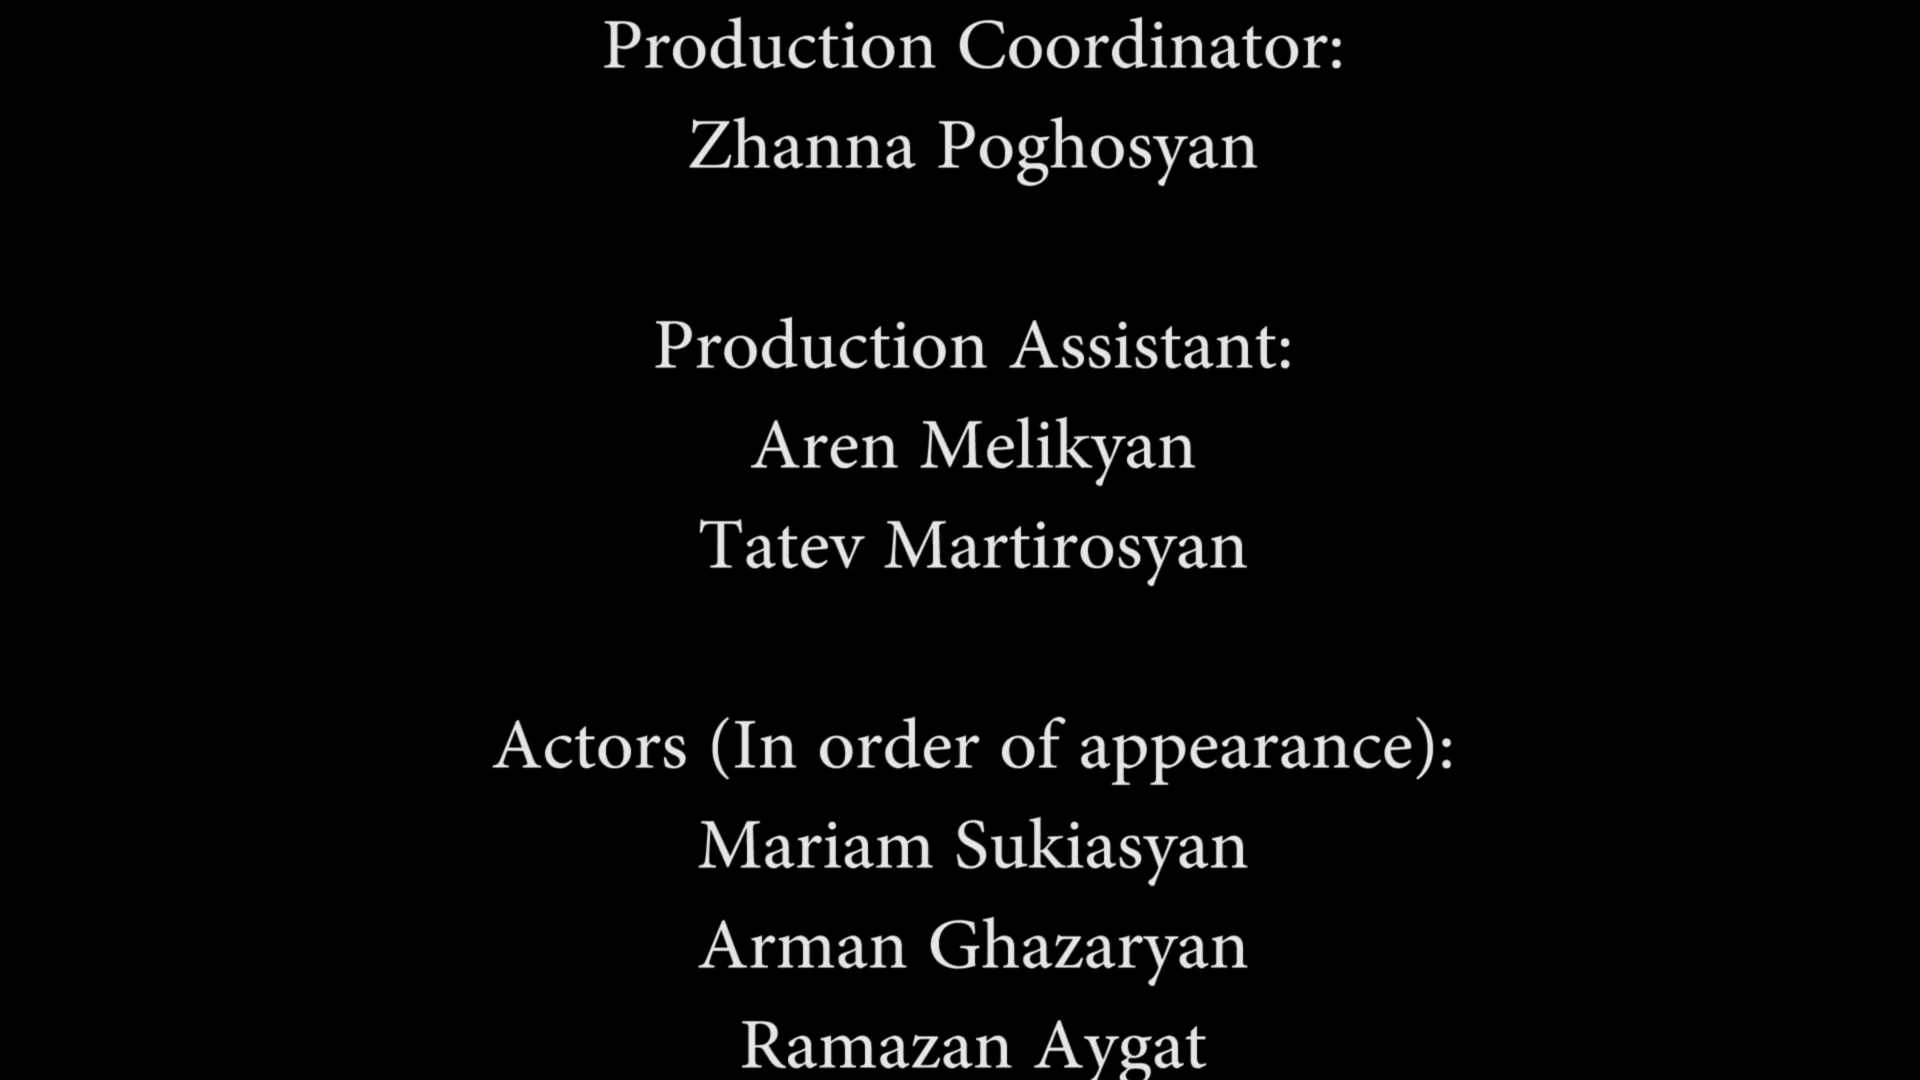 Production Coordinator:
Zhanna Poghosyan
Production Assistant:
Aren Melikyan
Tatev Martirosyan
Actors (In order of appearance):
Mariam Sukiasyan
Arman Ghazaryan
Ramazan Aygat